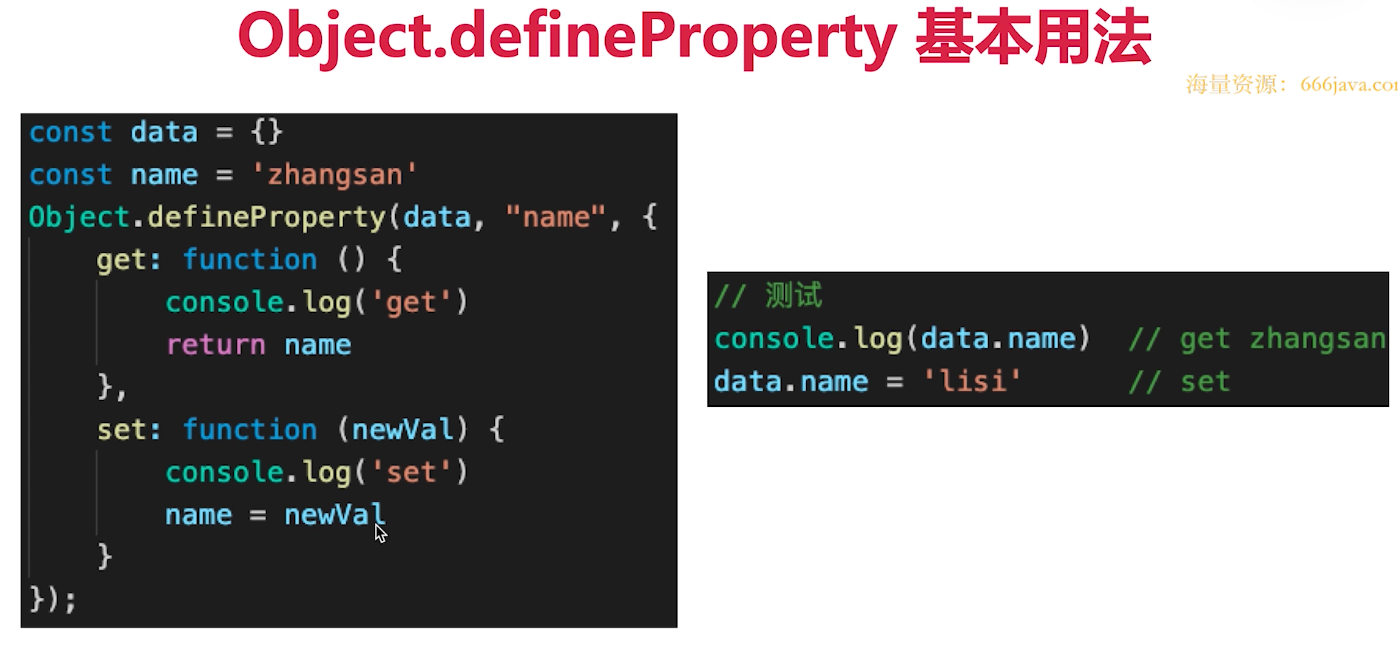 Object.defineProperty 基本用法
海量资源：666java.com
const data = {}
const name = 'zhangsan'
Object.defineProperty(data, "name", {
    get: function () {
        console.log('get')
        return name
    },
    set: function (newVal) {
        console.log('set')
        name = newVal
    }
});
// 测试
console.log(data.name)  // get zhangsan
data.name = 'lisi'      // set